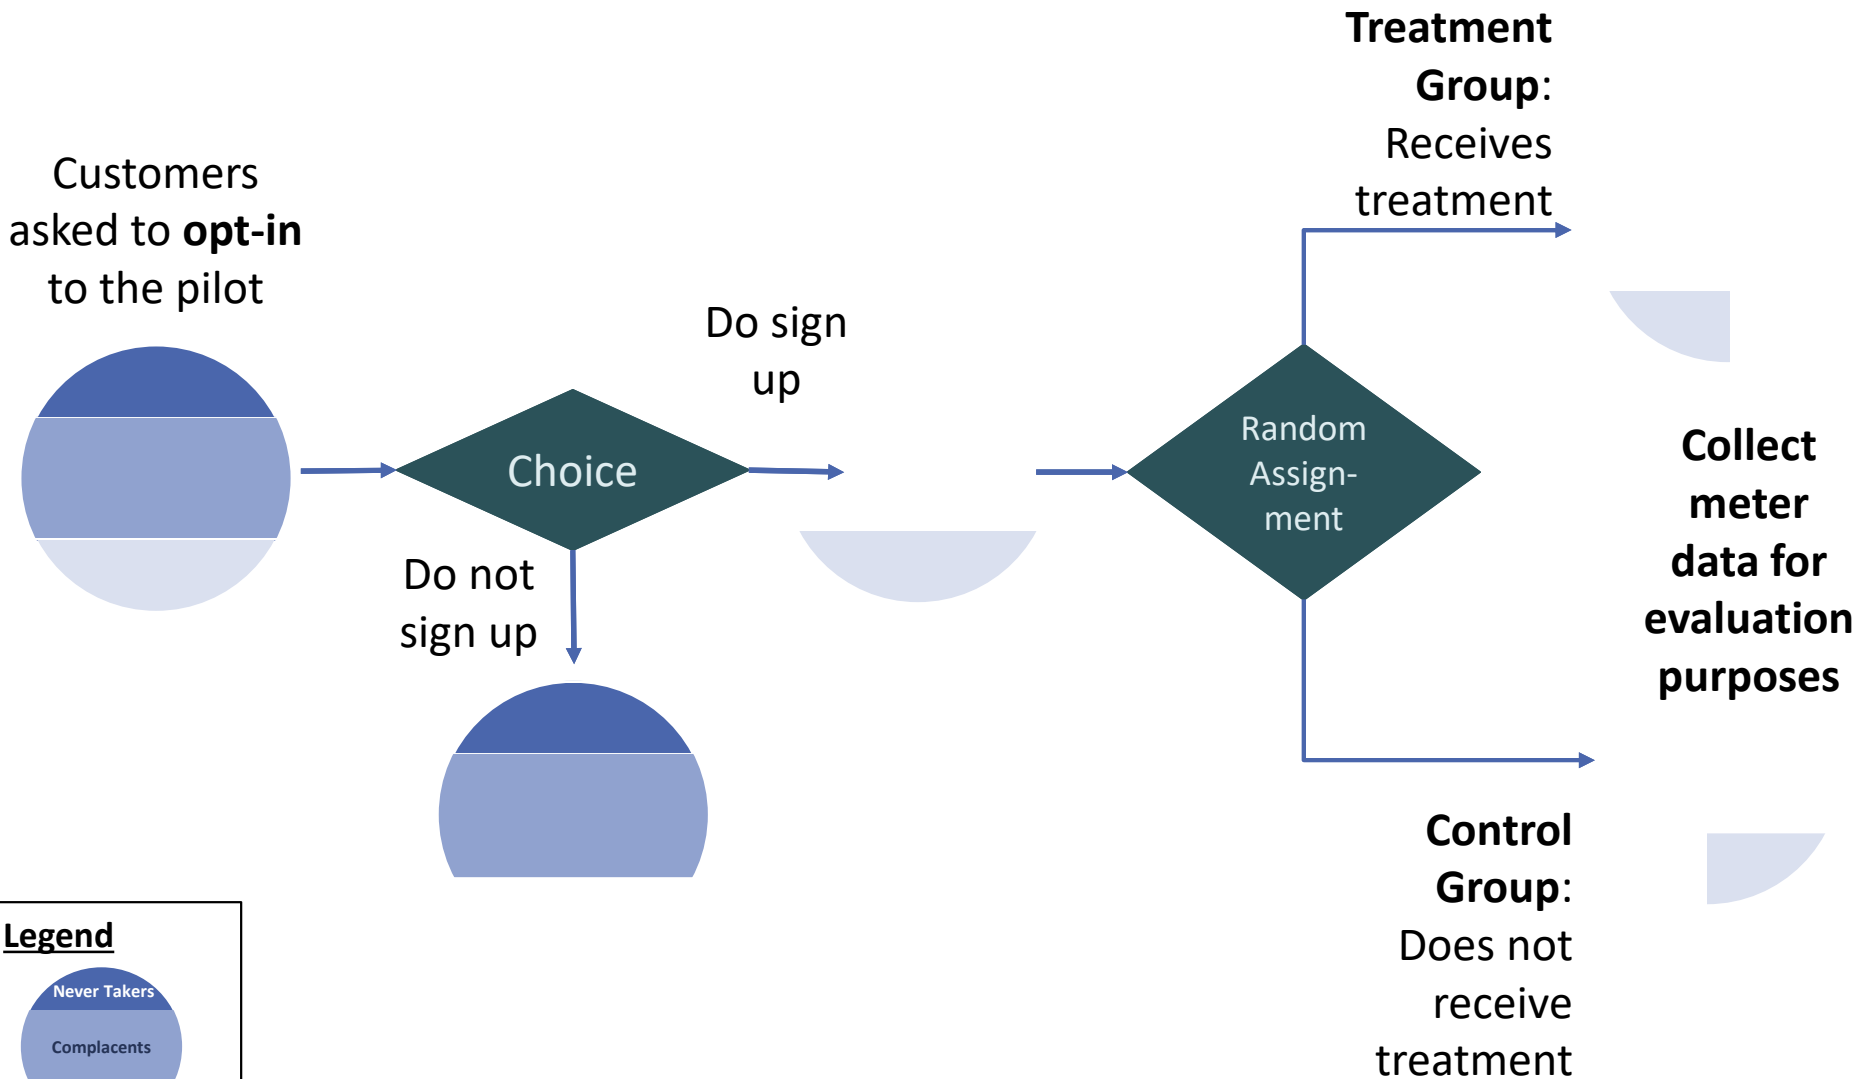 Customers
asked to opt-in
to the pilot
Choice
Do sign
up
Do not
sign up
Random
Assign-
ment
Treatment
Group:
Receives
treatment
Collect
meter
data for
evaluation
purposes
Control
Group:
Does not
receive
treatment
Legend
Never Takers
Complacents